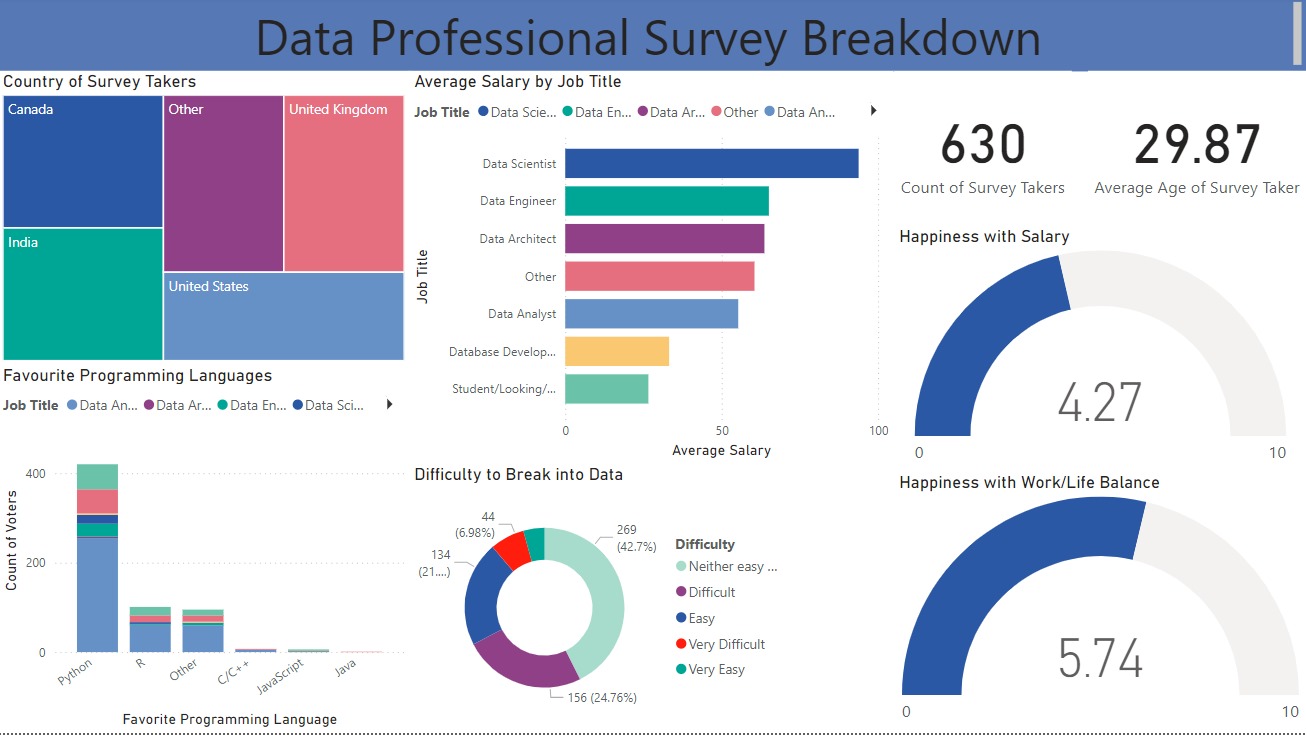 Data Professional Survey Breakdown
Country of Survey Takers
Canada
Other
United Kingdom
India
United States
Average Salary by Job Title
Job Title Data Scie... Data En... Data Ar... Other Data An...
Job Title
Data Scientist
Data Engineer
Data Architect
Other
Data Analyst
Database Develop...
Student/Looking/...
0 50 100
Average Salary
630
Count of Survey Takers
29.87
Average Age of Survey Taker
Happiness with Salary
4.27
0 10
Favourite Programming Languages
Job Title Data An... Data Ar... Data En... Data Sci...
Count of Voters
400
200
0
Python R Other C/C++ JavaScript Java
Favorite Programming Language
Difficulty to Break into Data
44
(6.98%)
269
(42.7%)
134
(21....)
156 (24.76%)
Difficulty
Neither easy ...
Difficult
Easy
Very Difficult
Very Easy
Happiness with Work/Life Balance
5.74
0 10